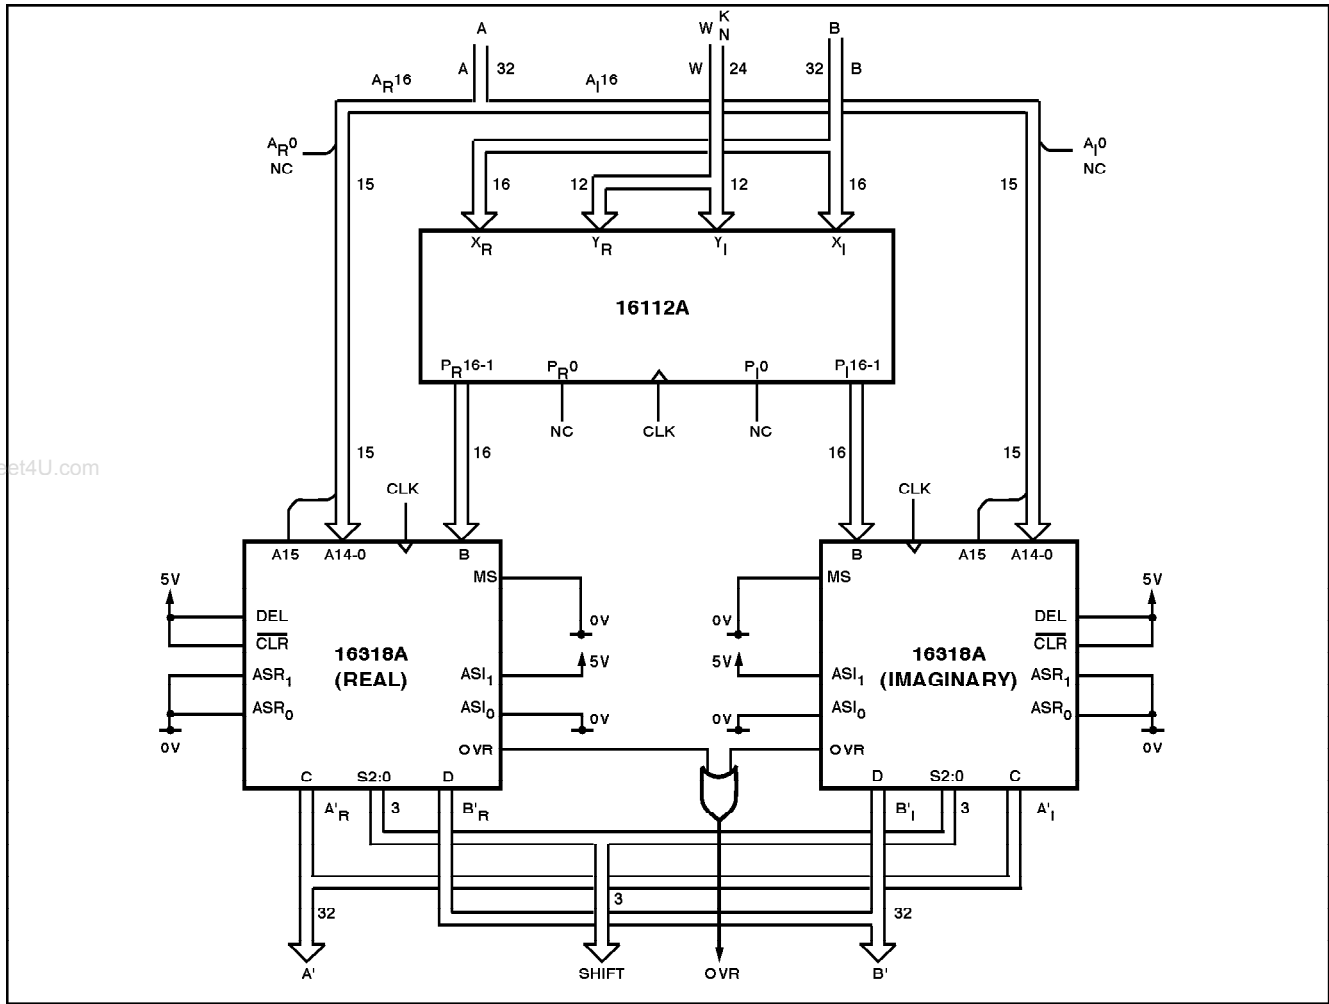 A W K N B
A 32 W 24 32 B
AR16 AI16
AR0 NC AI0 NC
15 16 12 12 16 15
XR YR YI XI
16112A
PR16-1 PR0 PI0 PI16-1
NC CLK NC
15 16 16 15
eet4U.com
CLK CLK
A15 A14-0 B B A15 A14-0
MS MS
5V 5V
DEL 0V 0V DEL
CLR CLR
16318A 16318A
(REAL) (IMAGINARY)
5V 5V
ASR1 ASI1 ASI1 ASR1
ASR0 ASI0 0V 0V ASI0 ASR0
0V OVR OVR 0V
C S2:0 D D S2:0 C
A'R 3 B'R B'I 3 A'I
3
32 32
A' SHIFT OVR B'